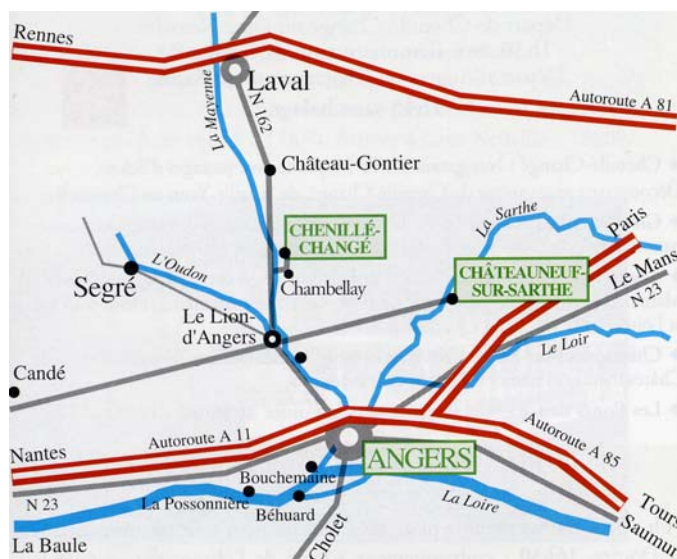 Rennes
La Mayenne
Laval
N 162
Autoroute A 81
Château-Gontier
La Sarthe
Paris
CHENILLÉ-
CHANGÉ
L'Oudon
Segré
Chambellay
CHÂTEAUNEUF-
SUR-SARTHE
Le Mans
N 23
Le Lion-
d'Angers
Le Loir
Candé
Autoroute A 11
Nantes
ANGERS
Autoroute A 85
N 23
Bouchemaine
La Possonnière
Béhuard
La Loire
Tours
Saumur
La Baule
Cholet